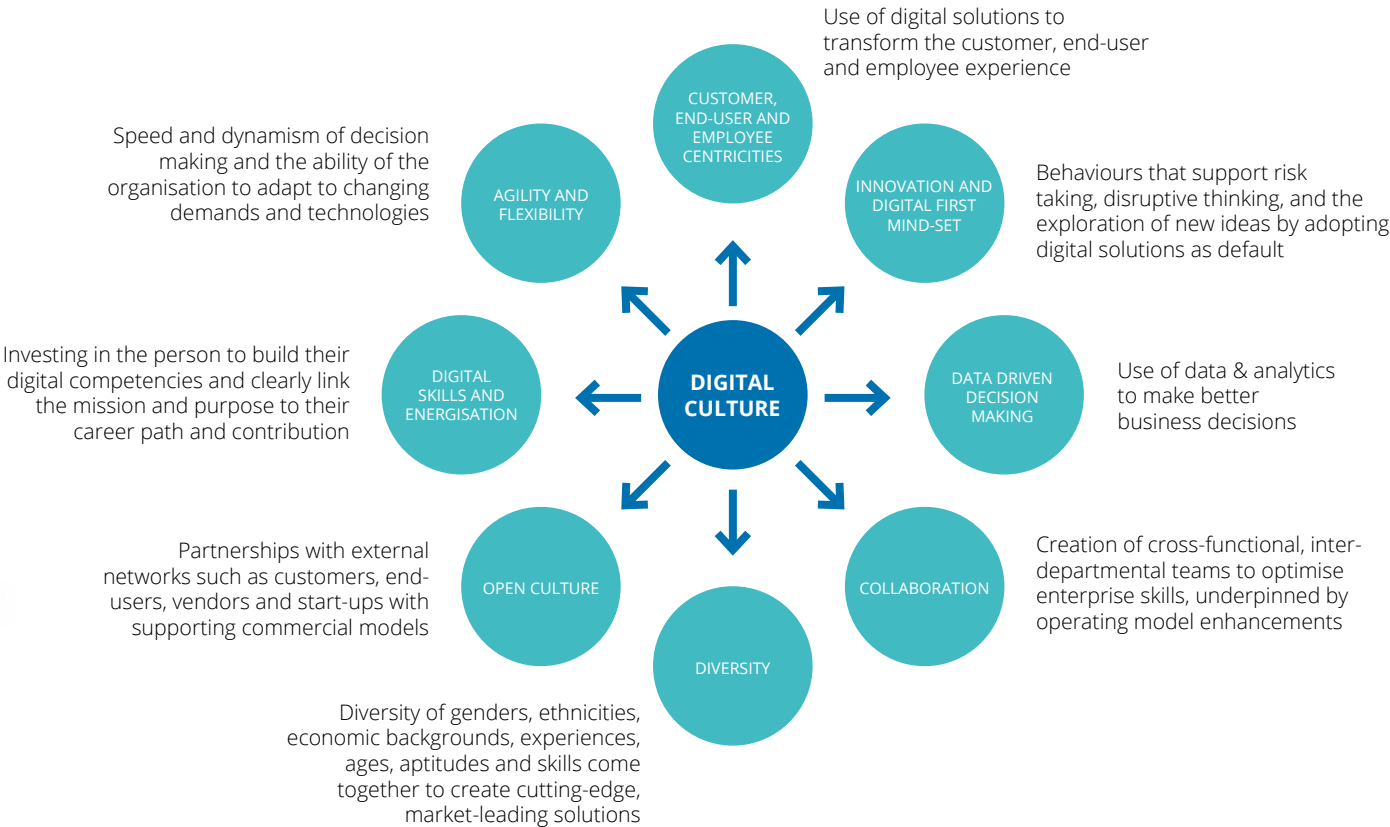 Use of digital solutions to
transform the customer, end-user
and employee experience
CUSTOMER,
END-USER AND
EMPLOYEE
CENTRICITIES
Speed and dynamism of decision
making and the ability of the
organisation to adapt to changing
demands and technologies
AGILITY AND
FLEXIBILITY
INNOVATION AND
DIGITAL FIRST
MIND-SET
Behaviours that support risk
taking, disruptive thinking, and the
exploration of new ideas by adopting
digital solutions as default
Investing in the person to build their
digital competencies and clearly link
the mission and purpose to their
career path and contribution
DIGITAL
SKILLS AND
ENERGISATION
DIGITAL
CULTURE
DATA DRIVEN
DECISION
MAKING
Use of data & analytics
to make better
business decisions
Partnerships with external
networks such as customers, end-
users, vendors and start-ups with
supporting commercial models
OPEN CULTURE
COLLABORATION
Creation of cross-functional, inter-
departmental teams to optimise
enterprise skills, underpinned by
operating model enhancements
DIVERSITY
Diversity of genders, ethnicities,
economic backgrounds, experiences,
ages, aptitudes and skills come
together to create cutting-edge,
market-leading solutions